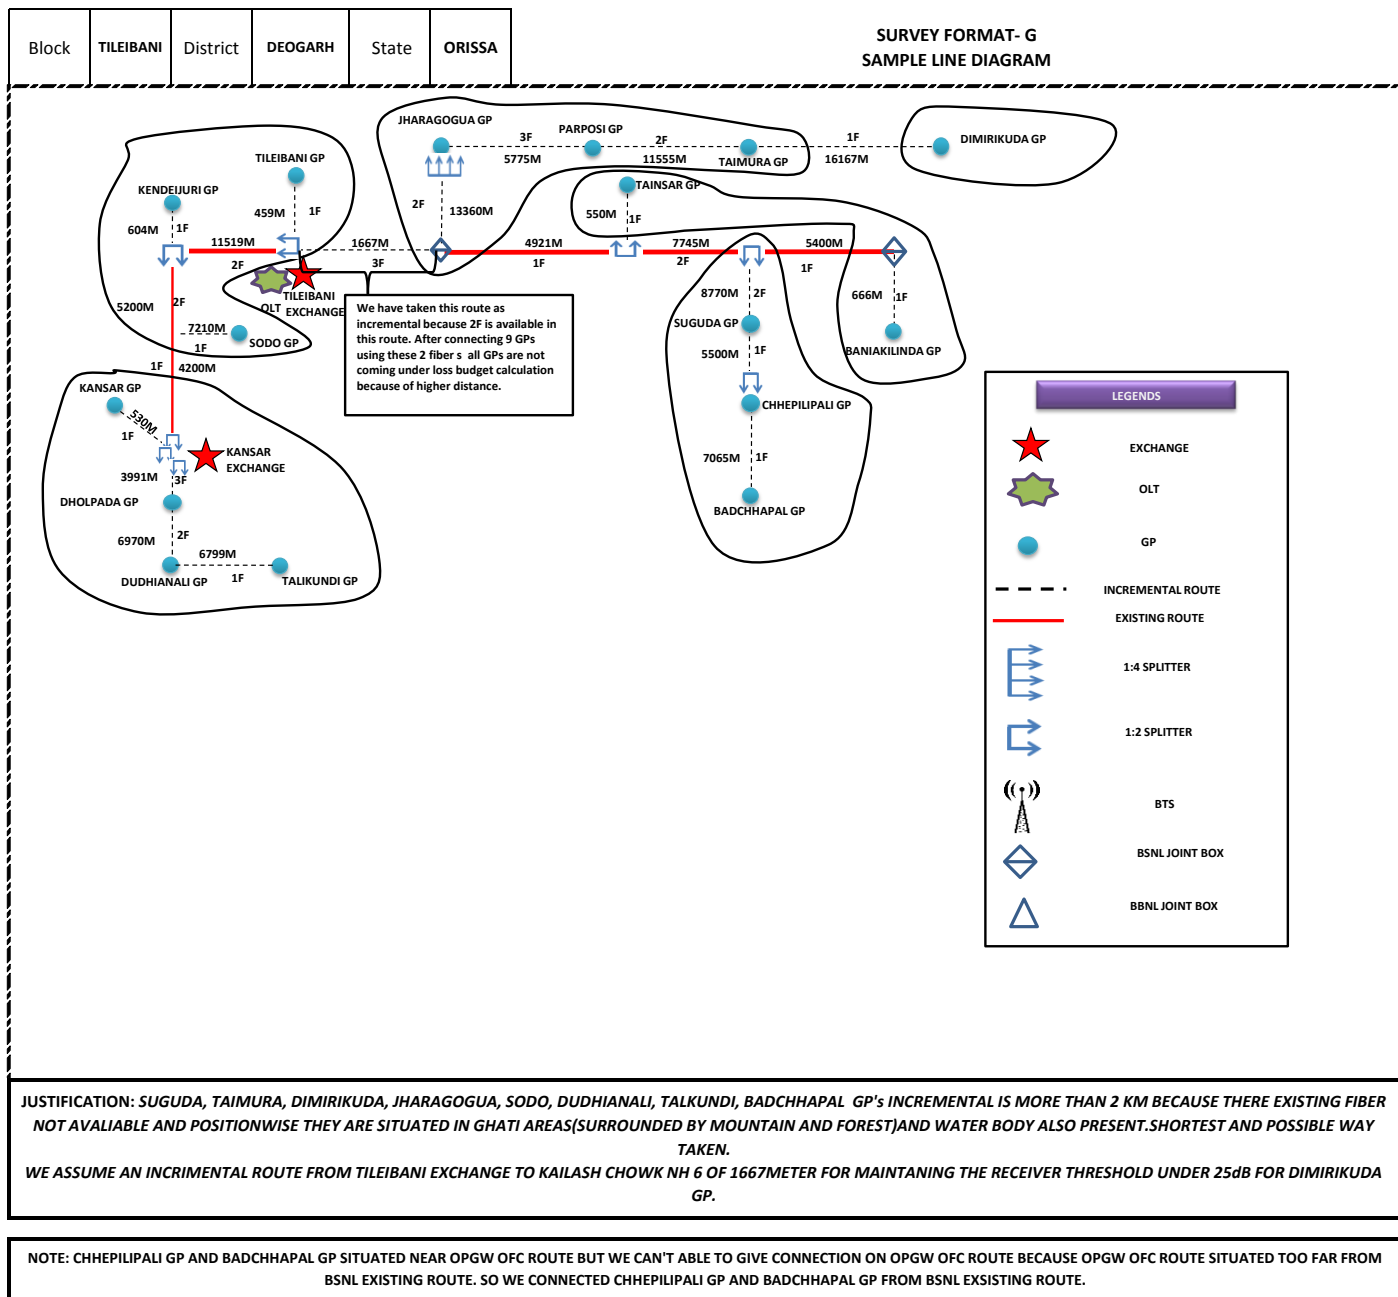 Block TILEIBANI District DEOGARH State ORISSA
SURVEY FORMAT- G
SAMPLE LINE DIAGRAM
JHARAGOGUA GP
3F
5775M
PARPOSI GP
2F
11555M
TAIMURA GP
1F
16167M
DIMIRIKUDA GP
TILEIBANI GP
459M
1F
KENDEIJURI GP
604M
1F
11519M
2F
1667M
3F
2F
13360M
TAINSAR GP
550M
1F
4921M
1F
7745M
2F
5400M
1F
OLT
TILEIBANI
EXCHANGE
5200M
2F
7210M
1F
SODO GP
1F
4200M
We have taken this route as
incremental because 2F is available in
this route. After connecting 9 GPs
using these 2 fiber s all GPs are not
coming under loss budget calculation
because of higher distance.
8770M
2F
SUGUDA GP
5500M
1F
CHHEPILIPALI GP
7065M
1F
BADCHHAPAL GP
666M
1F
BANIAKILINDA GP
KANSAR GP
530M
1F
KANSAR
EXCHANGE
3991M
3F
DHOLPADA GP
6970M
2F
6799M
1F
DUDHIANALI GP
TALIKUNDI GP
LEGENDS
EXCHANGE
OLT
GP
INCREMENTAL ROUTE
EXISTING ROUTE
1:4 SPLITTER
1:2 SPLITTER
BTS
BSNL JOINT BOX
BBNL JOINT BOX
JUSTIFICATION: SUGUDA, TAIMURA, DIMIRIKUDA, JHARAGOGUA, SODO, DUDHIANALI, TALKUNDI, BADCHHAPAL GP's INCREMENTAL IS MORE THAN 2 KM BECAUSE THERE EXISTING FIBER
NOT AVALIABLE AND POSITIONWISE THEY ARE SITUATED IN GHATI AREAS(SURROUNDED BY MOUNTAIN AND FOREST)AND WATER BODY ALSO PRESENT.SHORTEST AND POSSIBLE WAY
TAKEN.
WE ASSUME AN INCRIMENTAL ROUTE FROM TILEIBANI EXCHANGE TO KAILASH CHOWK NH 6 OF 1667METER FOR MAINTANING THE RECEIVER THRESHOLD UNDER 25dB FOR DIMIRIKUDA
GP.
NOTE: CHHEPILIPALI GP AND BADCHHAPAL GP SITUATED NEAR OPGW OFC ROUTE BUT WE CAN'T ABLE TO GIVE CONNECTION ON OPGW OFC ROUTE BECAUSE OPGW OFC ROUTE SITUATED TOO FAR FROM
BSNL EXISTING ROUTE. SO WE CONNECTED CHHEPILIPALI GP AND BADCHHAPAL GP FROM BSNL EXSISTING ROUTE.